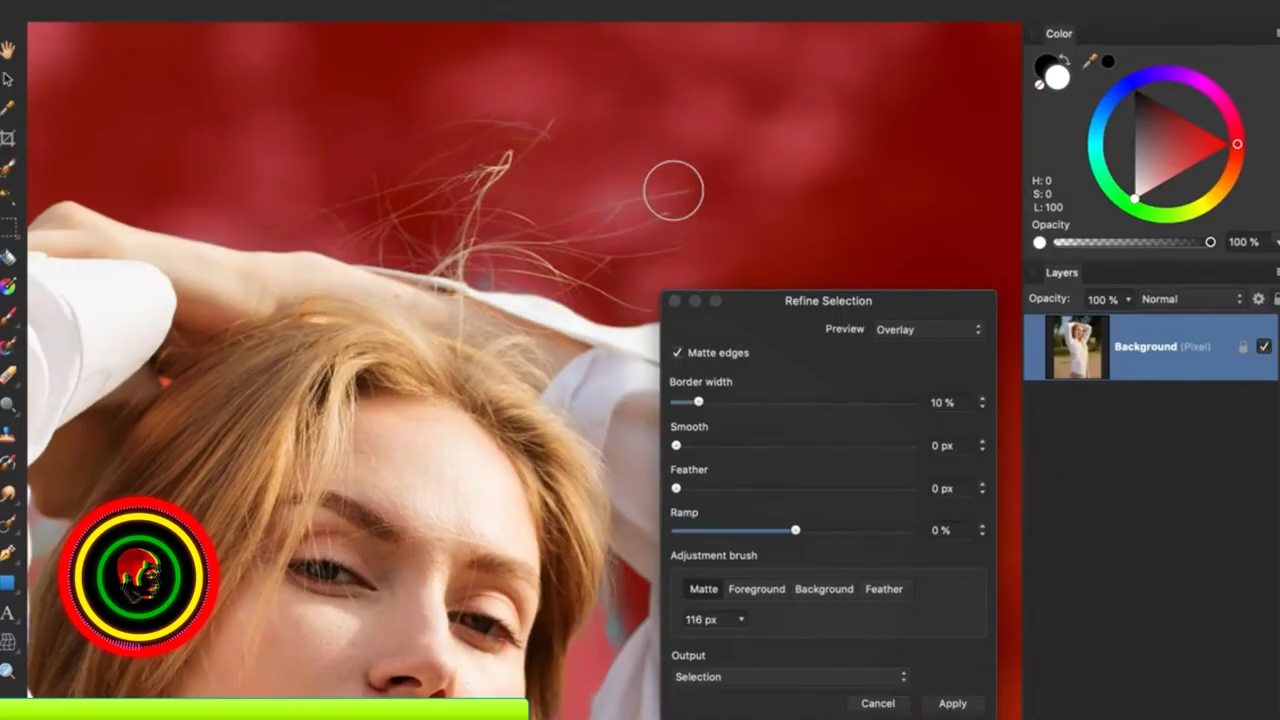 Color
H: 0
S: 0
L: 100
Opacity
100 %
Layers
Opacity: 100 % Normal
Background (Pixel)
Refine Selection
Preview Overlay
Matte edges
Border width
10 %
Smooth
0 px
Feather
0 px
Ramp
0 %
Adjustment brush
Matte Foreground Background Feather
116 px
Output
Selection
Cancel Apply
A